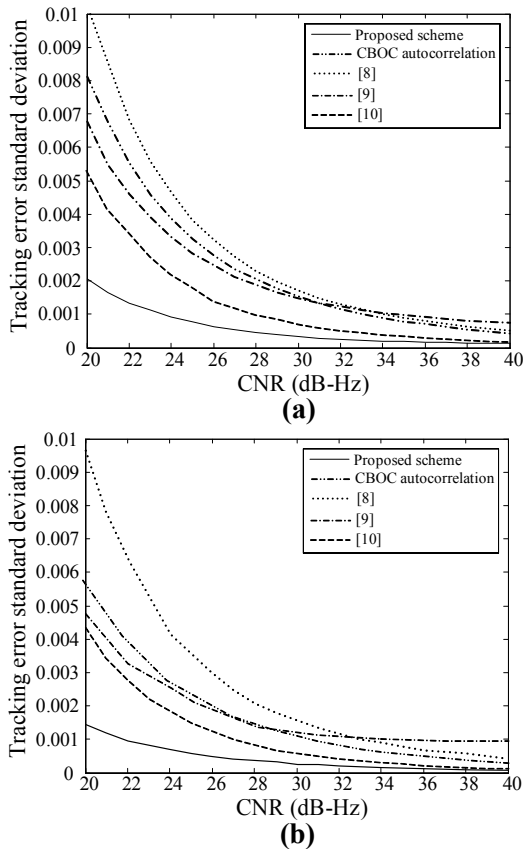 0.01
0.009
0.008
0.007
0.006
0.005
0.004
0.003
0.002
0.001
0
Tracking error standard deviation
Proposed scheme
CBOC autocorrelation
[8]
[9]
[10]
20 22 24 26 28 30 32 34 36 38 40
CNR (dB-Hz)
(a)
0.01
0.009
0.008
0.007
0.006
0.005
0.004
0.003
0.002
0.001
0
Tracking error standard deviation
Proposed scheme
CBOC autocorrelation
[8]
[9]
[10]
20 22 24 26 28 30 32 34 36 38 40
CNR (dB-Hz)
(b)